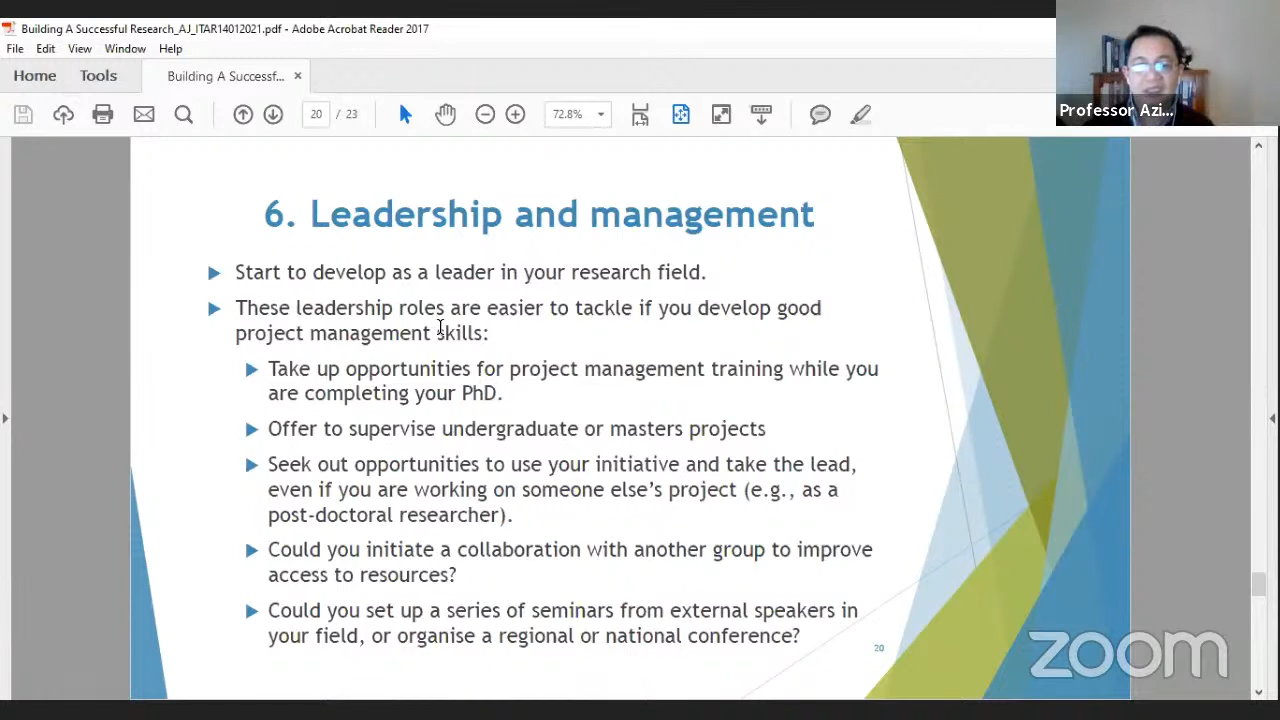 Building A Successful Research_AJ_ITAR14012021.pdf - Adobe Acrobat Reader 2017
File Edit View Window Help
Home Tools Building A Successf... ×
20 / 23 72.8%
Professor Azi...
6. Leadership and management
Start to develop as a leader in your research field.
These leadership roles are easier to tackle if you develop good
project management skills:
Take up opportunities for project management training while you
are completing your PhD.
Offer to supervise undergraduate or masters projects
Seek out opportunities to use your initiative and take the lead,
even if you are working on someone else’s project (e.g., as a
post-doctoral researcher).
Could you initiate a collaboration with another group to improve
access to resources?
Could you set up a series of seminars from external speakers in
your field, or organise a regional or national conference?
20
zoom